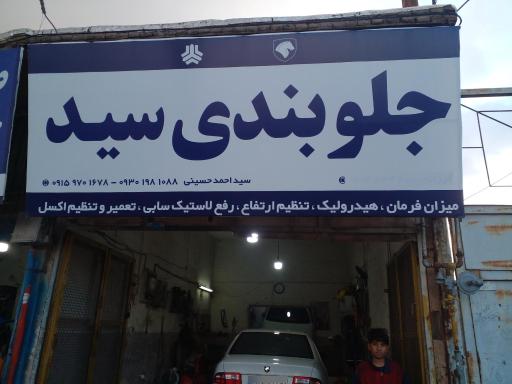 جلوبندی سید
سید احمد حسینی ۰۹۳۰ ۱۹۸ ۱۰۸۸ - ۰۹۱۵ ۹۷۰ ۱۶۷۸
میزان فرمان ، هیدرولیک ، تنظیم ارتفاع ، رفع لاستیک سابی ، تعمیر و تنظیم اکسل